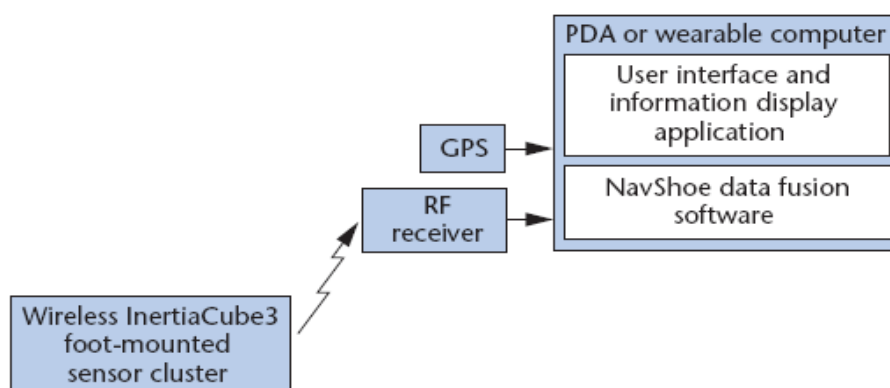 PDA or wearable computer
User interface and
information display
application
GPS
NavShoe data fusion
software
RF
receiver
Wireless InertiaCube3
foot-mounted
sensor cluster